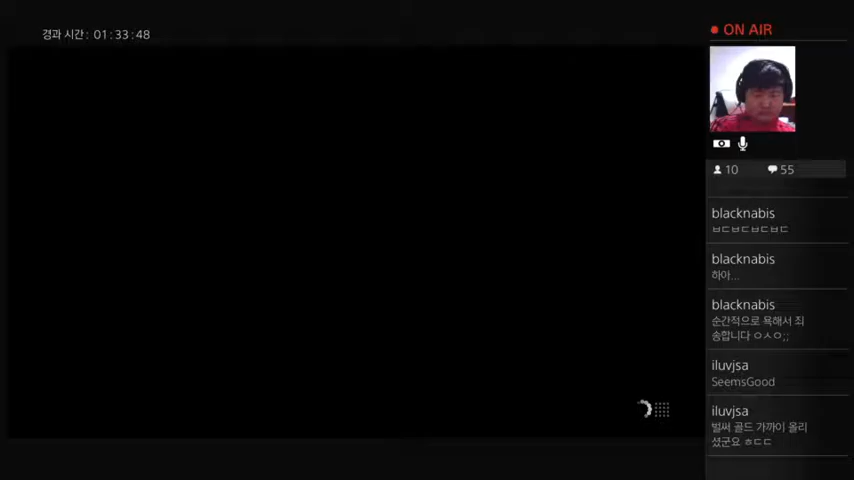 경과 시간 : 01:33:48
ON AIR
10
55
blacknabis
ㅂㄷㅂㄷㅂㄷㅂㄷ
blacknabis
하아...
blacknabis
순간적으로 욕해서 죄
송합니다 ㅇㅅㅇ;;
iluvjsa
SeemsGood
iluvjsa
벌써 골드 가까이 올리
셨군요 ㅎㄷㄷ